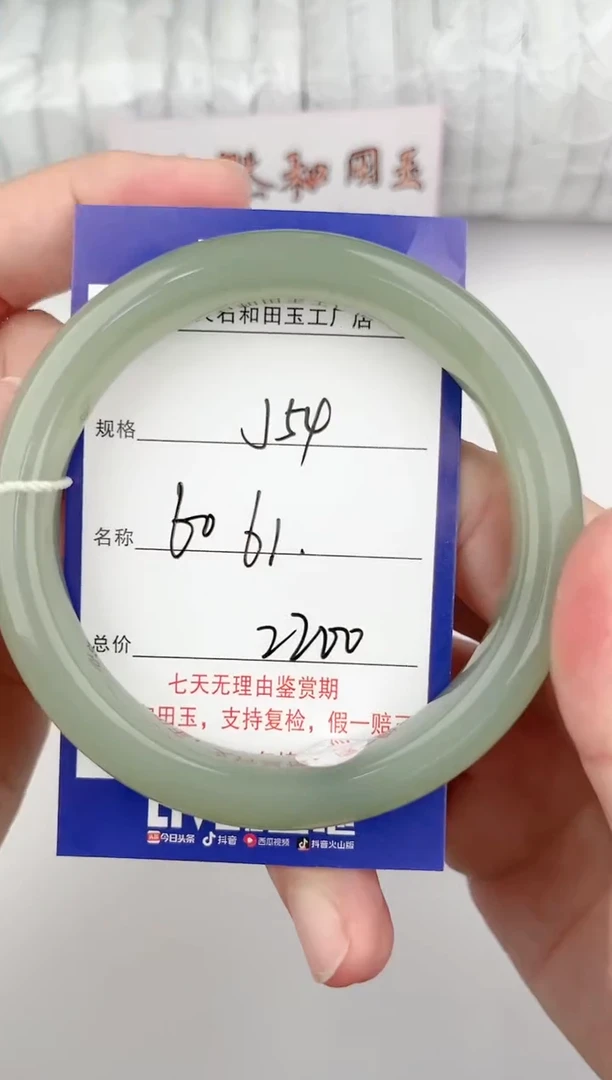 和田玉
石和田玉工厂店
规格 J54
名称 60 61.
总价 2200
七天无理由鉴赏期
田玉，支持复检，假一赔
今日头条 抖音 西瓜视频 抖音火山版